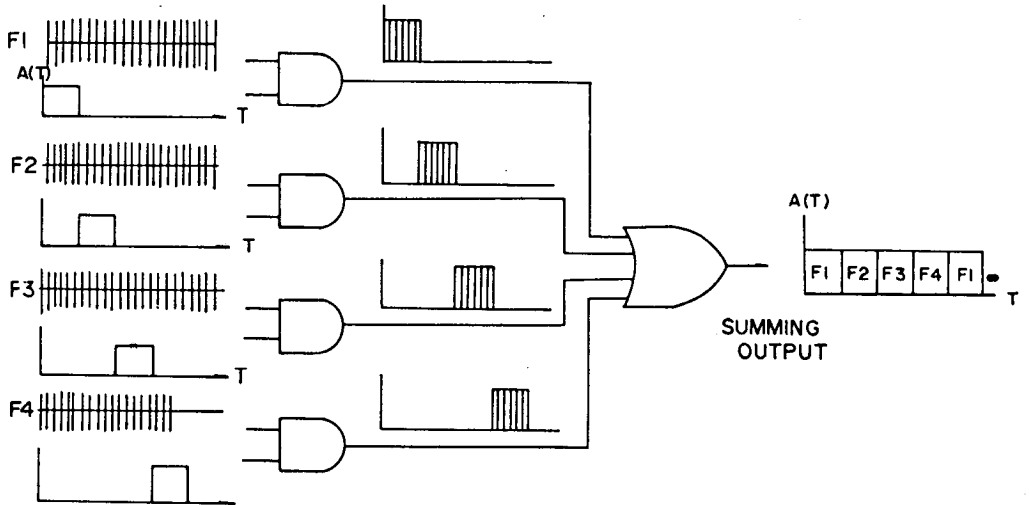 F1
A(T)
T
F2
T
F3
T
F4
A(T)
F1 F2 F3 F4 F1
T
SUMMING
OUTPUT